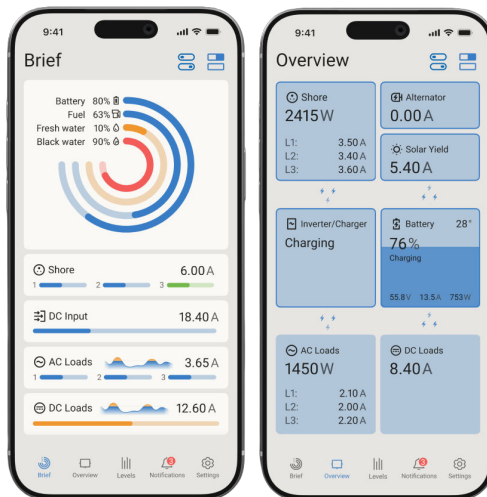 9:41
Brief
Battery 80%
Fuel 63%
Fresh water 10%
Black water 90%
Shore 6.00 A
1 2 3
DC Input 18.40 A
AC Loads 3.65 A
1 2 3
DC Loads 12.60 A
3
Brief Overview Levels Notifications Settings
9:41
Overview
Shore
2415 W
L1: 3.50 A
L2: 3.40 A
L3: 3.60 A
Alternator
0.00 A
Solar Yield
5.40 A
Inverter/Charger
Charging
Battery 28°
76%
Charging
55.8 V 13.5 A 753 W
AC Loads
1450 W
L1: 2.10 A
L2: 2.00 A
L3: 2.20 A
DC Loads
8.40 A
3
Brief Overview Levels Notifications Settings